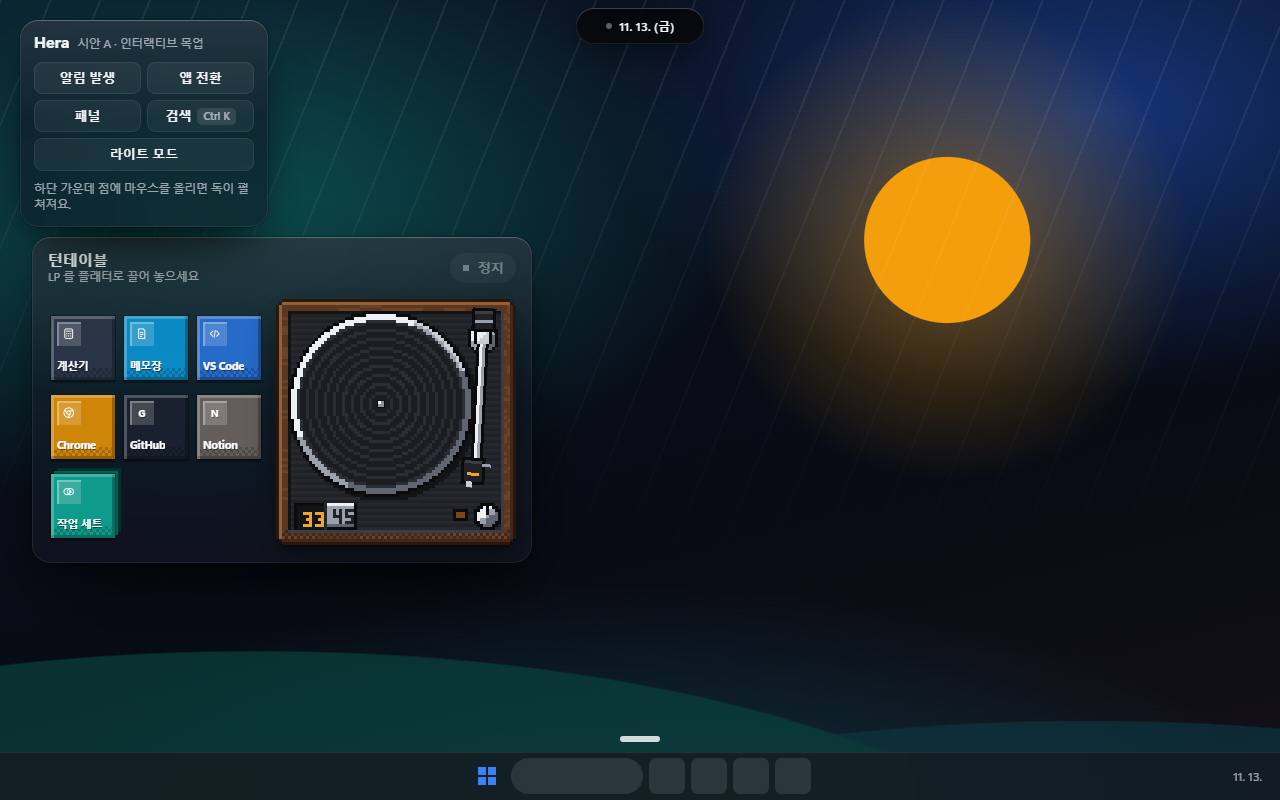 11. 13. (금)
Hera 시안 A · 인터랙티브 목업
알림 발생
앱 전환
패널
검색 Ctrl K
라이트 모드
하단 가운데 점에 마우스를 올리면 독이 펼
쳐져요.
턴테이블
LP 를 플래터로 끌어 놓으세요
정지
계산기
메모장
VS Code
Chrome
G
GitHub
N
Notion
작업 세트
33 45
11. 13.